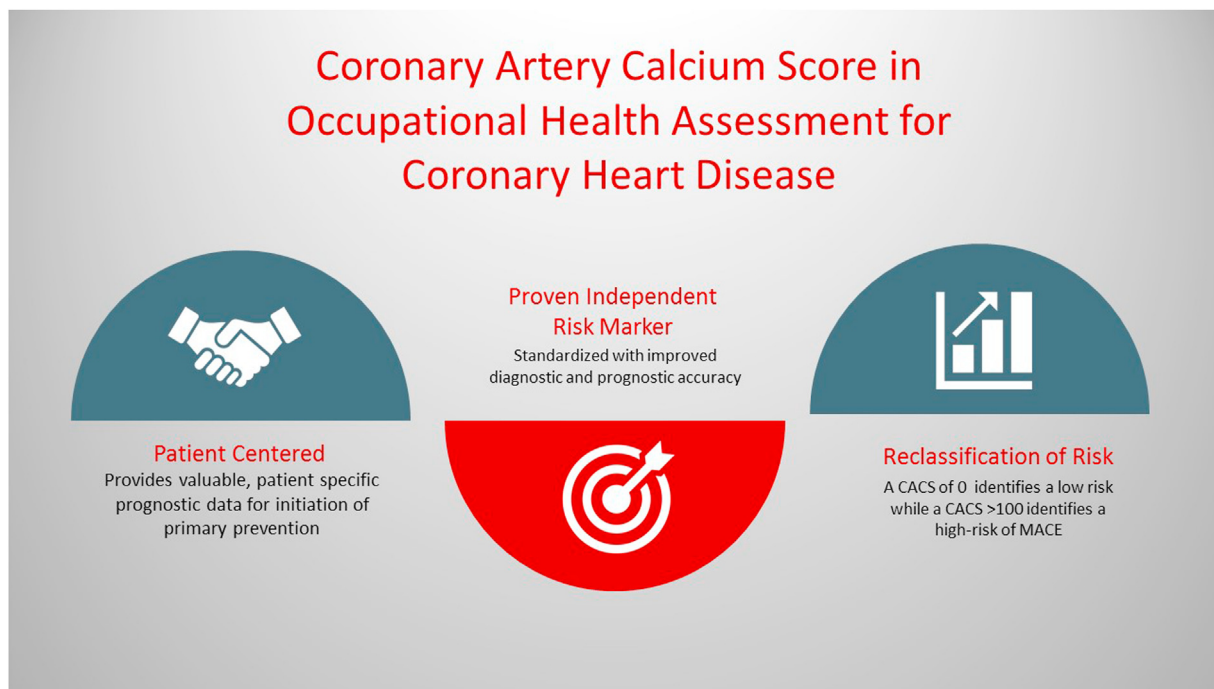 Coronary Artery Calcium Score in
Occupational Health Assessment for
Coronary Heart Disease
Patient Centered
Provides valuable, patient specific
prognostic data for initiation of
primary prevention
Proven Independent
Risk Marker
Standardized with improved
diagnostic and prognostic accuracy
Reclassification of Risk
A CACS of 0 identifies a low risk
while a CACS >100 identifies a
high-risk of MACE